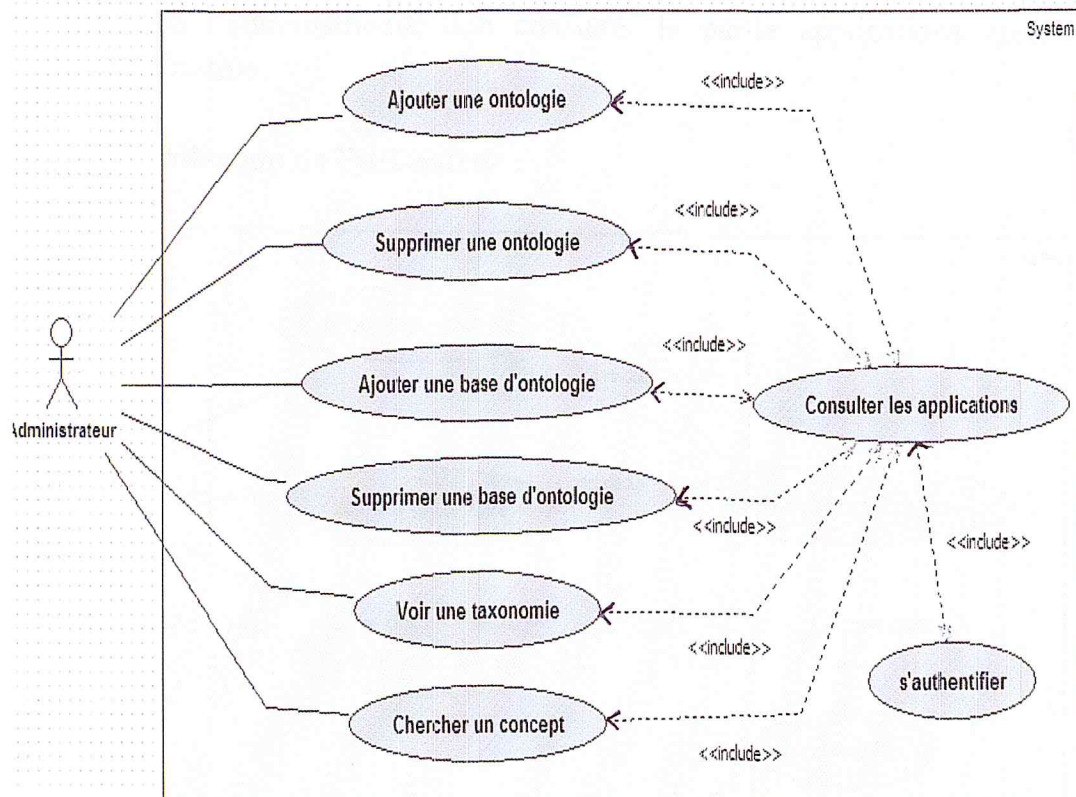 System
<<include>>
Ajouter une ontologie
<<include>>
Supprimer une ontologie
<<include>>
Ajouter une base d'ontologie
Consulter les applications
Administrateur
Supprimer une base d'ontologie
<<include>>
<<include>>
Voir une taxonomie
<<include>>
s'authentifier
Chercher un concept
<<include>>